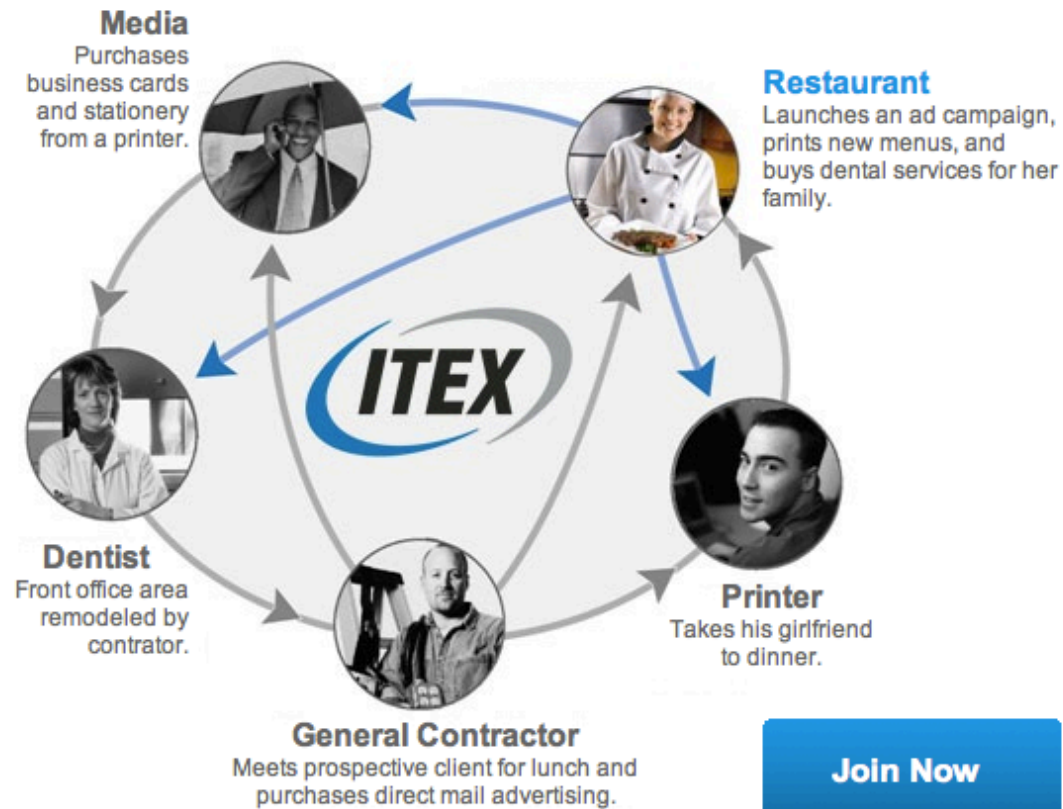 Media
Purchases
business cards
and stationery
from a printer.
Restaurant
Launches an ad campaign,
prints new menus, and
buys dental services for her
family.
ITEX
Dentist
Front office area
remodeled by
contrator.
Printer
Takes his girlfriend
to dinner.
General Contractor
Meets prospective client for lunch and
purchases direct mail advertising.
Join Now